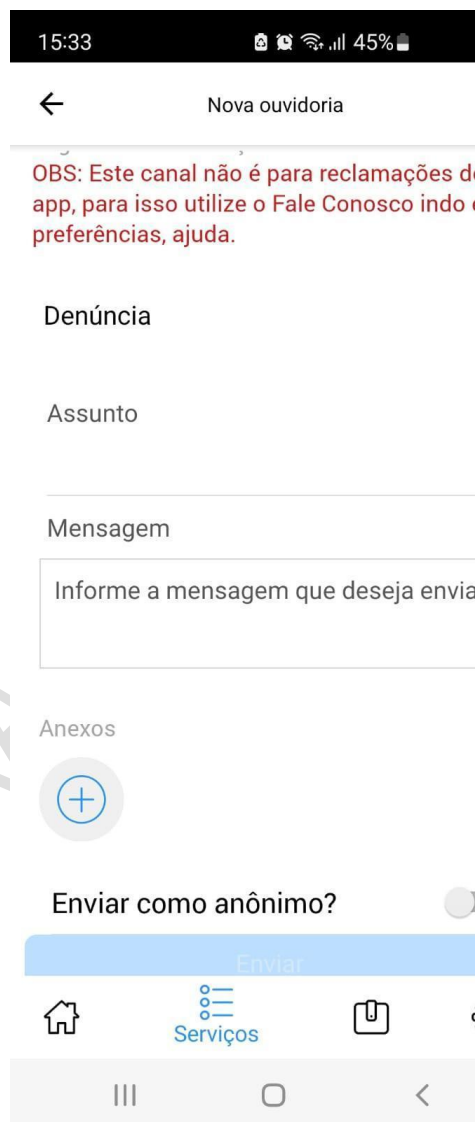 15:33 45%
Nova ouvidoria
OBS: Este canal não é para reclamações d
app, para isso utilize o Fale Conosco indo
preferências, ajuda.
Denúncia
Assunto
Mensagem
Informe a mensagem que deseja envia
Anexos
Enviar como anônimo?
Enviar
Serviços